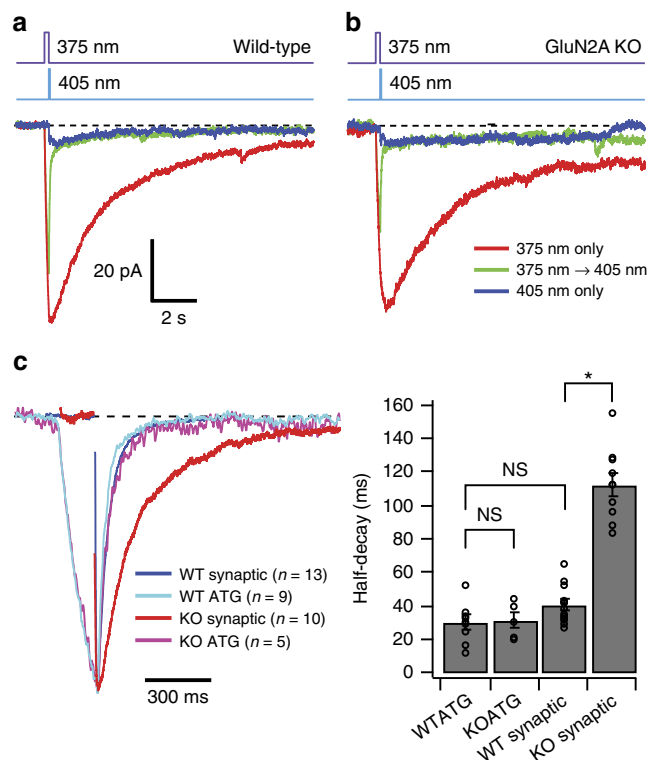 a
375 nm
Wild-type
405 nm
20 pA
2 s
b
375 nm
GluN2A KO
405 nm
375 nm only
375 nm → 405 nm
405 nm only
c
WT synaptic (n = 13)
WT ATG (n = 9)
KO synaptic (n = 10)
KO ATG (n = 5)
300 ms
Half-decay (ms)
160
140
120
100
80
60
40
20
0
NS
NS
*
WTATG
KOATG
WT synaptic
KO synaptic